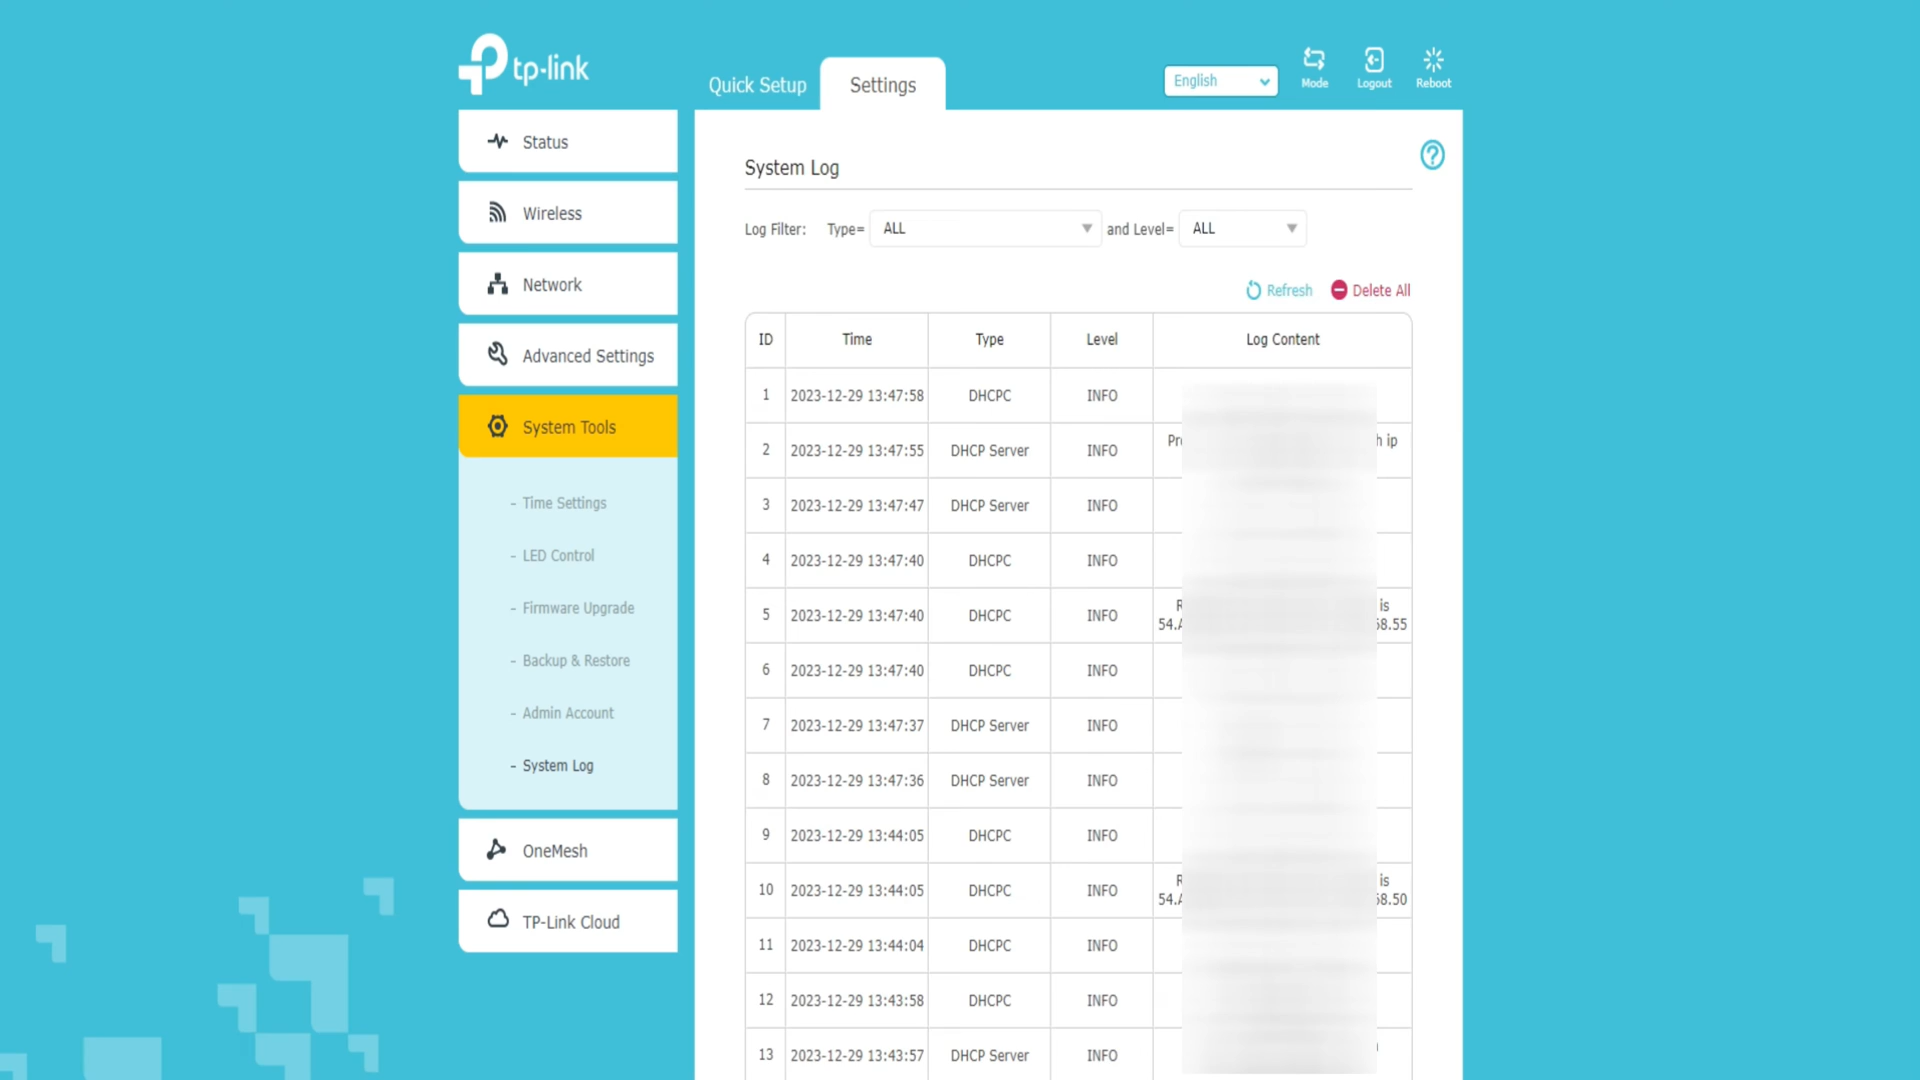 tp-link
Quick Setup
Settings
English
Mode
Logout
Reboot
Status
Wireless
Network
Advanced Settings
System Tools
- Time Settings
- LED Control
- Firmware Upgrade
- Backup & Restore
- Admin Account
- System Log
OneMesh
TP-Link Cloud
System Log
Log Filter: Type= ALL and Level= ALL
Refresh Delete All
ID Time Type Level Log Content
1 2023-12-29 13:47:58 DHCPC INFO
2 2023-12-29 13:47:55 DHCP Server INFO ip
3 2023-12-29 13:47:47 DHCP Server INFO
4 2023-12-29 13:47:40 DHCPC INFO
5 2023-12-29 13:47:40 DHCPC INFO is
6 2023-12-29 13:47:40 DHCPC INFO
7 2023-12-29 13:47:37 DHCP Server INFO
8 2023-12-29 13:47:36 DHCP Server INFO
9 2023-12-29 13:44:05 DHCPC INFO
10 2023-12-29 13:44:05 DHCPC INFO is
11 2023-12-29 13:44:04 DHCPC INFO
12 2023-12-29 13:43:58 DHCPC INFO
13 2023-12-29 13:43:57 DHCP Server INFO